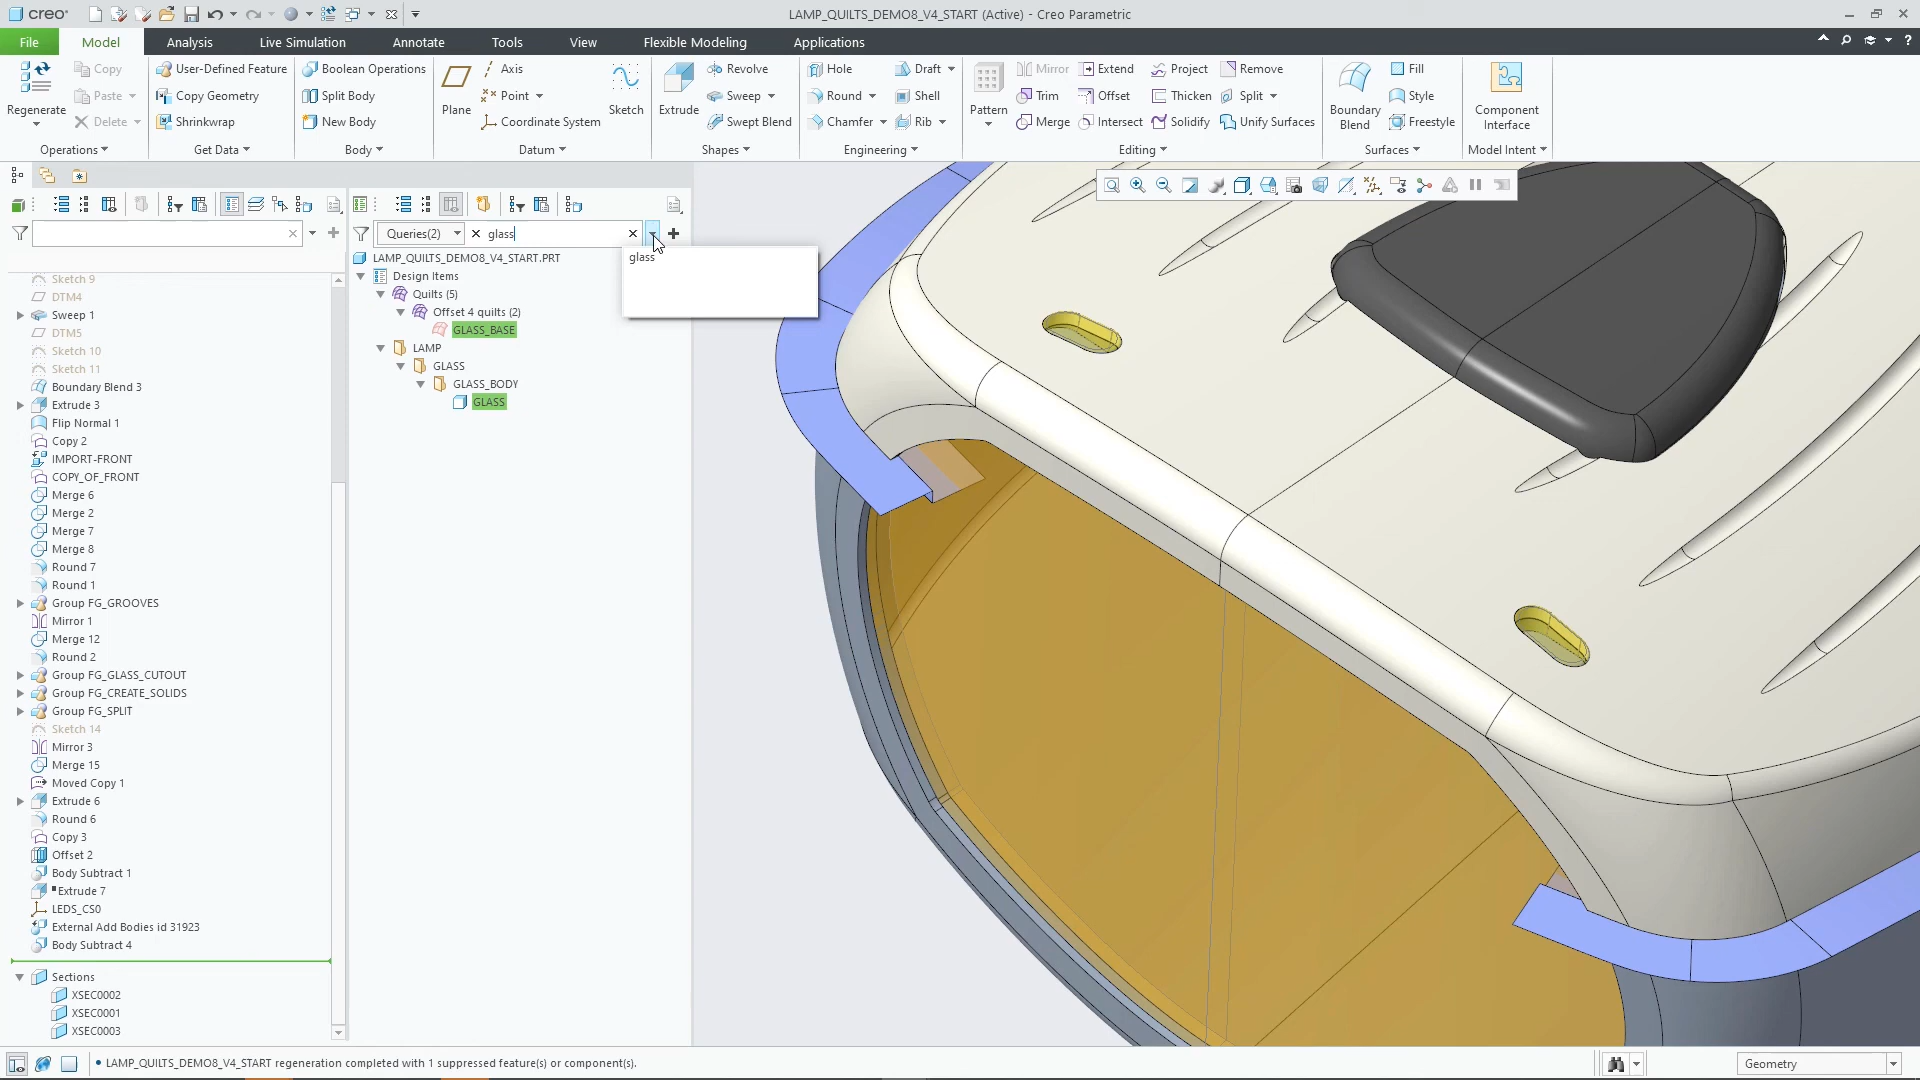 creo
LAMP_QUILTS_DEMO8_V4_START (Active) - Creo Parametric
File Model Analysis Live Simulation Annotate Tools View Flexible Modeling Applications
Regenerate
Copy
Paste
Delete
Operations
User-Defined Feature
Copy Geometry
Shrinkwrap
Get Data
Boolean Operations
Split Body
New Body
Body
Plane
Axis
Point
Coordinate System
Sketch
Datum
Extrude
Revolve
Sweep
Swept Blend
Shapes
Hole
Round
Chamfer
Draft
Shell
Rib
Engineering
Pattern
Mirror
Trim
Merge
Extend
Offset
Intersect
Project
Thicken
Solidify
Remove
Split
Unify Surfaces
Editing
Boundary Blend
Fill
Style
Freestyle
Surfaces
Component Interface
Model Intent
Sketch 9
DTM4
Sweep 1
DTM5
Sketch 10
Sketch 11
Boundary Blend 3
Extrude 3
Flip Normal 1
Copy 2
IMPORT-FRONT
COPY_OF_FRONT
Merge 6
Merge 2
Merge 7
Merge 8
Round 7
Round 1
Group FG_GROOVES
Mirror 1
Merge 12
Round 2
Group FG_GLASS_CUTOUT
Group FG_CREATE_SOLIDS
Group FG_SPLIT
Sketch 14
Mirror 3
Merge 15
Moved Copy 1
Extrude 6
Round 6
Copy 3
Offset 2
Body Subtract 1
Extrude 7
LEDS_CS0
External Add Bodies id 31923
Body Subtract 4
Sections
XSEC0002
XSEC0001
XSEC0003
Queries(2) glass
glass
LAMP_QUILTS_DEMO8_V4_START.PRT
Design Items
Quilts (5)
Offset 4 quilts (2)
GLASS_BASE
LAMP
GLASS
GLASS_BODY
GLASS
• LAMP_QUILTS_DEMO8_V4_START regeneration completed with 1 suppressed feature(s) or component(s).
Geometry